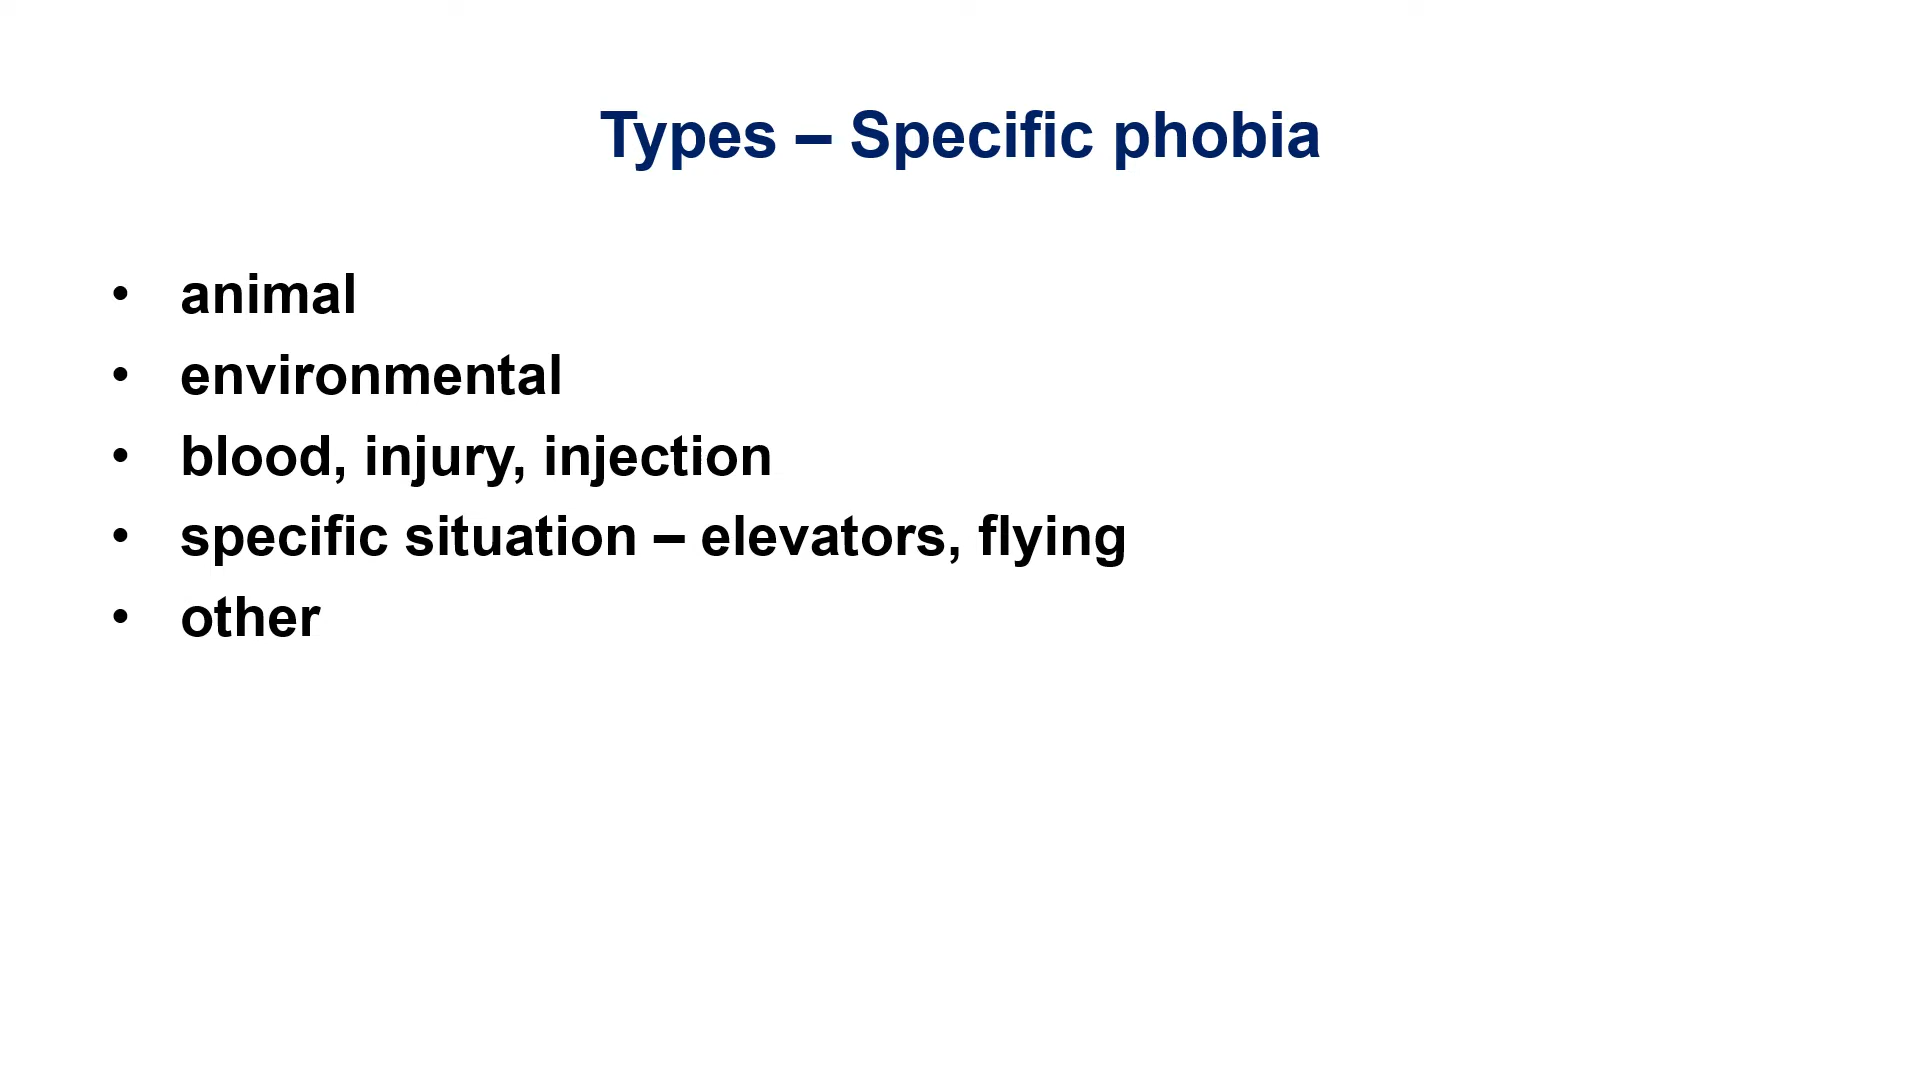 Types – Specific phobia
• animal
• environmental
• blood, injury, injection
• specific situation – elevators, flying
• other